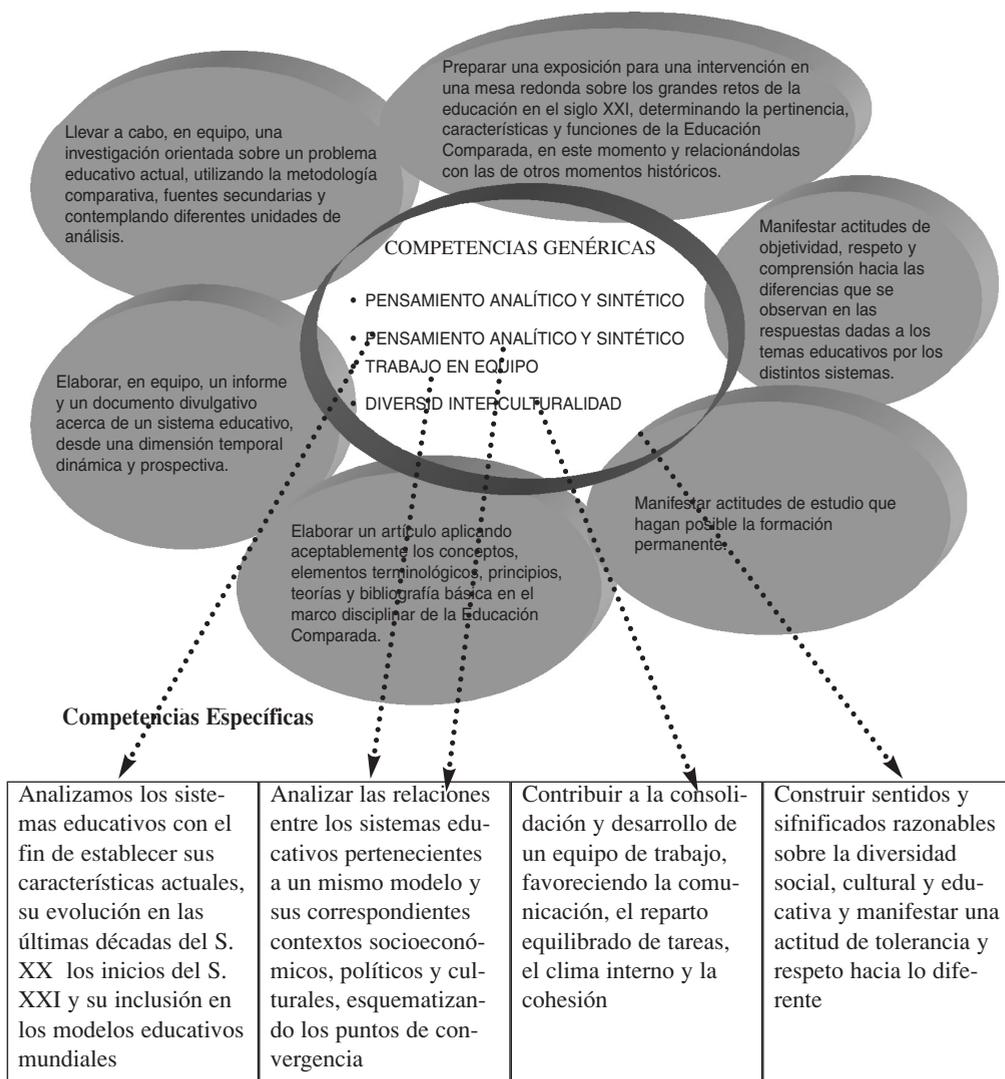 Preparar una exposición para una intervención en
una mesa redonda sobre los grandes retos de la
educación en el siglo XXI, determinando la pertinencia,
características y funciones de la Educación
Comparada, en este momento y relacionándolas
con las de otros momentos históricos.
Llevar a cabo, en equipo, una
investigación orientada sobre un problema
educativo actual, utilizando la metodología
comparativa, fuentes secundarias y
contemplando diferentes unidades de
análisis.
Manifestar actitudes de
objetividad, respeto y
comprensión hacia las
diferencias que se
observan en las
respuestas dadas a los
temas educativos por los
distintos sistemas.
COMPETENCIAS GENÉRICAS
• PENSAMIENTO ANALÍTICO Y SINTÉTICO
• PENSAMIENTO ANALÍTICO Y SINTÉTICO
• TRABAJO EN EQUIPO
• DIVERSID INTERCULTURALIDAD
Elaborar, en equipo, un informe
y un documento divulgativo
acerca de un sistema educativo,
desde una dimensión temporal
dinámica y prospectiva.
Manifestar actitudes de estudio que
hagan posible la formación
permanente.
Elaborar un artículo aplicando
aceptablemente los conceptos,
elementos terminológicos, principios,
teorías y bibliografía básica en el
marco disciplinar de la Educación
Comparada.
Competencias Específicas
Analizamos los siste-
mas educativos con el
fin de establecer sus
características actuales,
su evolución en las
últimas décadas del S.
XX los inicios del S.
XXI y su inclusión en
los modelos educativos
mundiales
Analizar las relaciones
entre los sistemas edu-
cativos pertenecientes
a un mismo modelo y
sus correspondientes
contextos socioeconó-
micos, políticos y cul-
turales, esquematizan-
do los puntos de con-
vergencia
Contribuir a la consoli-
dación y desarrollo de
un equipo de trabajo,
favoreciendo la comu-
nicación, el reparto
equilibrado de tareas,
el clima interno y la
cohesión
Construir sentidos y
sifnificados razonables
sobre la diversidad
social, cultural y edu-
cativa y manifestar una
actitud de tolerancia y
respeto hacia lo dife-
rente